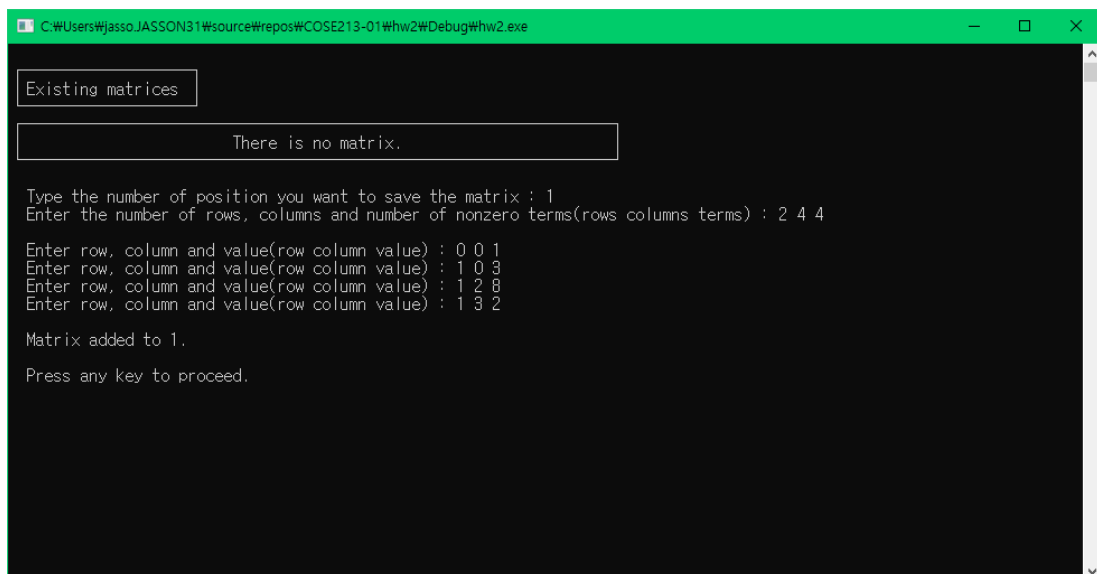 C:₩Users₩jasso.JASSON31₩source₩repos₩COSE213-01₩hw2₩Debug₩hw2.exe
Existing matrices
There is no matrix.
Type the number of position you want to save the matrix : 1
Enter the number of rows, columns and number of nonzero terms(rows columns terms) : 2 4 4
Enter row, column and value(row column value) : 0 0 1
Enter row, column and value(row column value) : 1 0 3
Enter row, column and value(row column value) : 1 2 8
Enter row, column and value(row column value) : 1 3 2
Matrix added to 1.
Press any key to proceed.